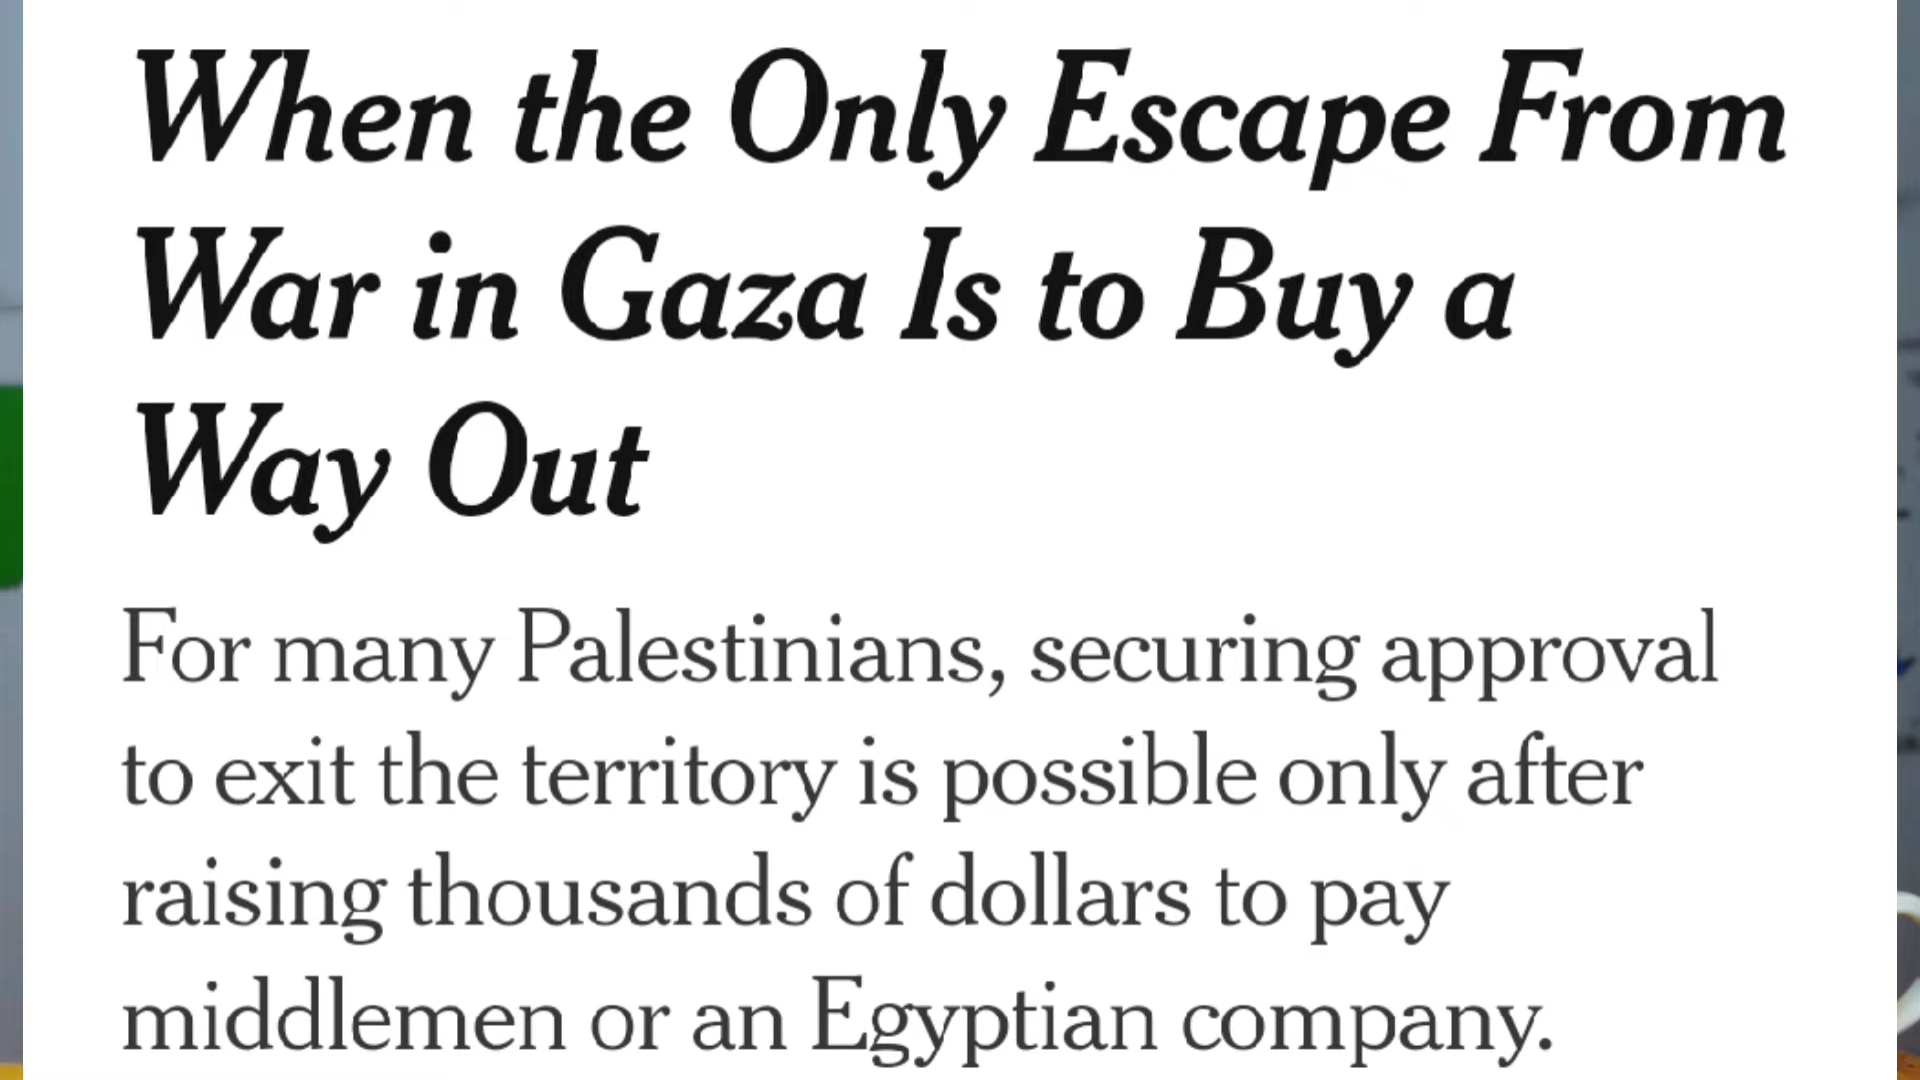 When the Only Escape From
War in Gaza Is to Buy a
Way Out
For many Palestinians, securing approval
to exit the territory is possible only after
raising thousands of dollars to pay
middlemen or an Egyptian company.